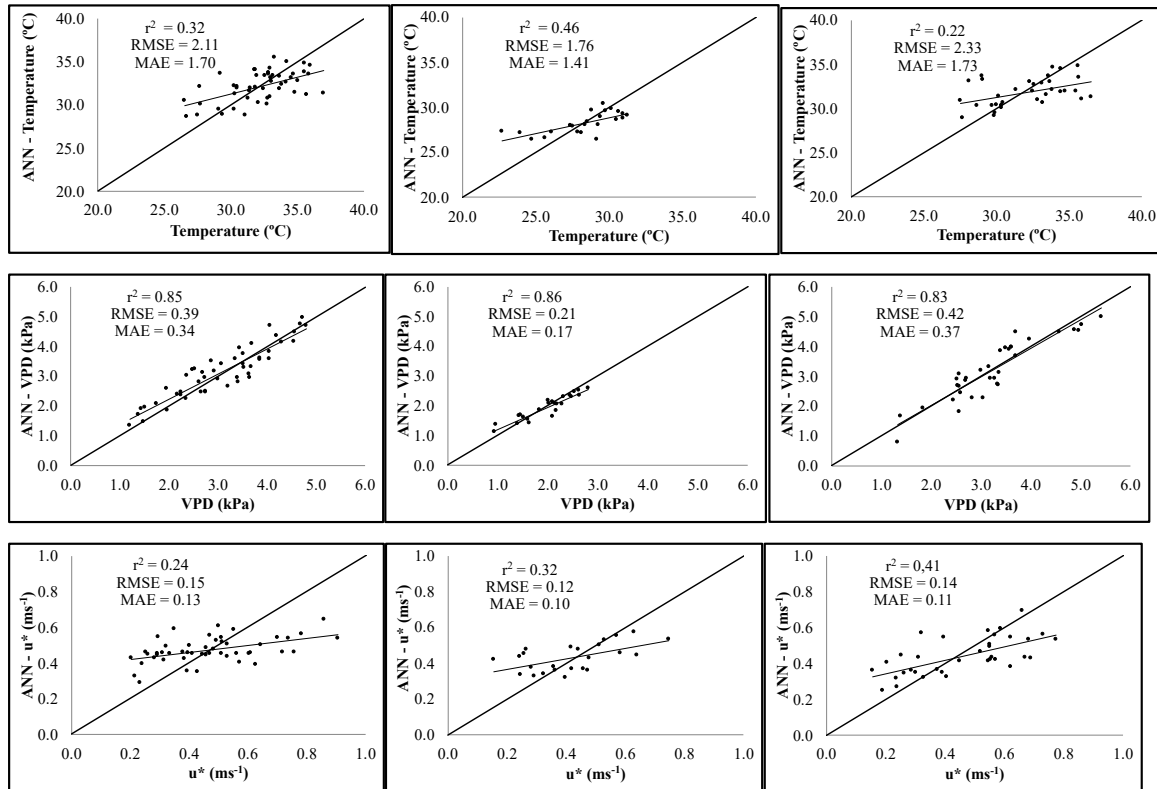 r² = 0.32
RMSE = 2.11
MAE = 1.70
ANN - Temperature (ºC)
40.0
35.0
30.0
25.0
20.0
20.0 25.0 30.0 35.0 40.0
Temperature (ºC)
r² = 0.46
RMSE = 1.76
MAE = 1.41
ANN - Temperature (ºC)
40.0
35.0
30.0
25.0
20.0
20.0 25.0 30.0 35.0 40.0
Temperature (ºC)
r² = 0.22
RMSE = 2.33
MAE = 1.73
ANN - Temperature (ºC)
40.0
35.0
30.0
25.0
20.0
20.0 25.0 30.0 35.0 40.0
Temperature (ºC)
r² = 0.85
RMSE = 0.39
MAE = 0.34
ANN - VPD (kPa)
6.0
5.0
4.0
3.0
2.0
1.0
0.0
0.0 1.0 2.0 3.0 4.0 5.0 6.0
VPD (kPa)
r² = 0.86
RMSE = 0.21
MAE = 0.17
ANN - VPD (kPa)
6.0
5.0
4.0
3.0
2.0
1.0
0.0
0.0 1.0 2.0 3.0 4.0 5.0 6.0
VPD (kPa)
r² = 0.83
RMSE = 0.42
MAE = 0.37
ANN - VPD (kPa)
6.0
5.0
4.0
3.0
2.0
1.0
0.0
0.0 1.0 2.0 3.0 4.0 5.0 6.0
VPD (kPa)
r² = 0.24
RMSE = 0.15
MAE = 0.13
ANN - u* (ms⁻¹)
1.0
0.8
0.6
0.4
0.2
0.0
0.0 0.2 0.4 0.6 0.8 1.0
u* (ms⁻¹)
r² = 0.32
RMSE = 0.12
MAE = 0.10
ANN - u* (ms⁻¹)
1.0
0.8
0.6
0.4
0.2
0.0
0.0 0.2 0.4 0.6 0.8 1.0
u* (ms⁻¹)
r² = 0,41
RMSE = 0.14
MAE = 0.11
ANN - u* (ms⁻¹)
1.0
0.8
0.6
0.4
0.2
0.0
0.0 0.2 0.4 0.6 0.8 1.0
u* (ms⁻¹)